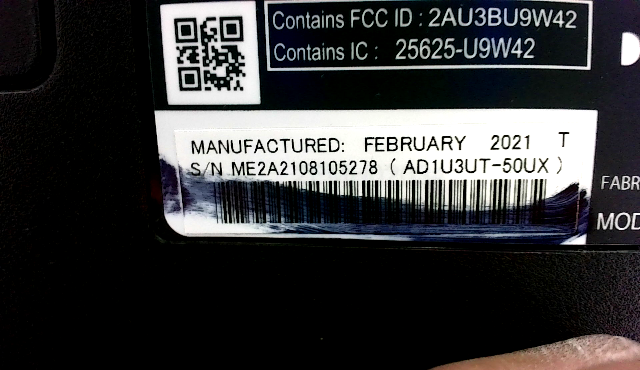 Contains FCC ID : 2AU3BU9W42
Contains IC : 25625-U9W42
MANUFACTURED: FEBRUARY 2021 T
S/N ME2A2108105278 ( AD1U3UT-50UX )
FABR
MOD